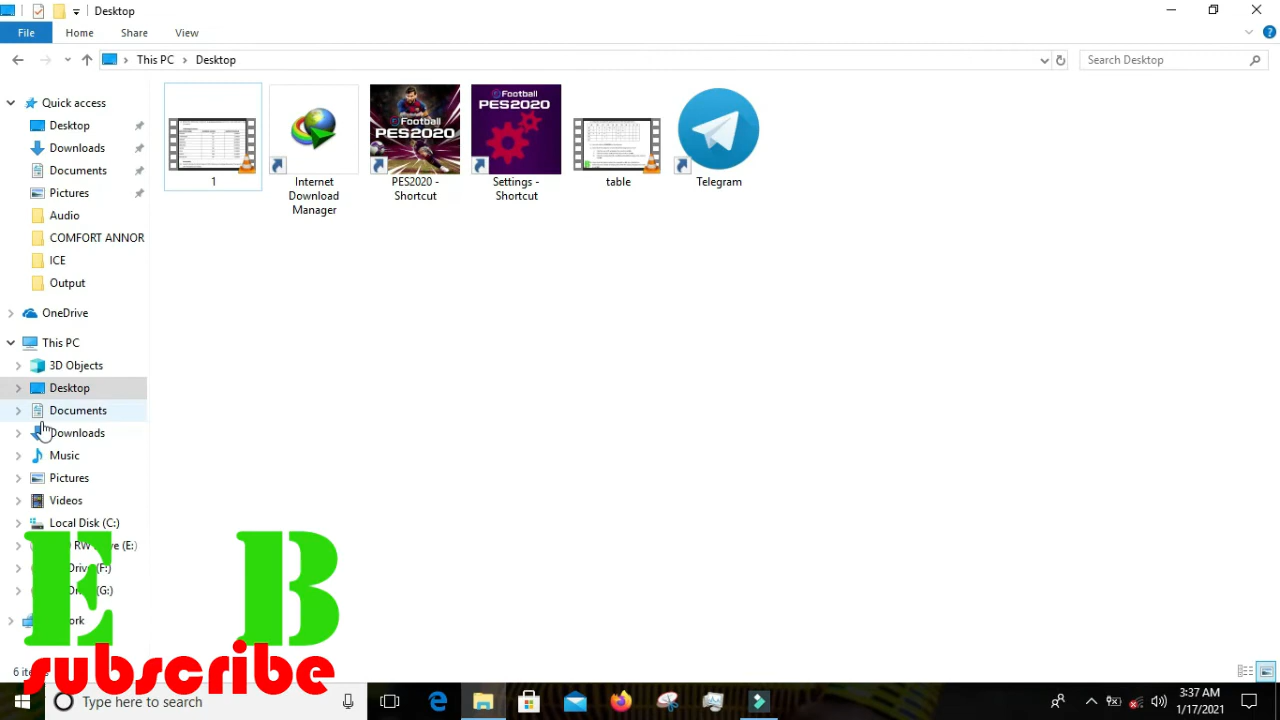 Desktop
File Home Share View
This PC Desktop
Search Desktop
Quick access
Desktop
Downloads
Documents
Pictures
Audio
COMFORT ANNOR
ICE
Output
OneDrive
This PC
3D Objects
Desktop
Documents
Downloads
Music
Pictures
Videos
Local Disk (C:)
RW (E:)
(F:)
(G:)
1
Internet
Download
Manager
Football
PES2020
PES2020 -
Shortcut
Football
PES2020
Settings -
Shortcut
table
Telegram
E B
subscribe
6
Type here to search
3:37 AM
1/17/2021